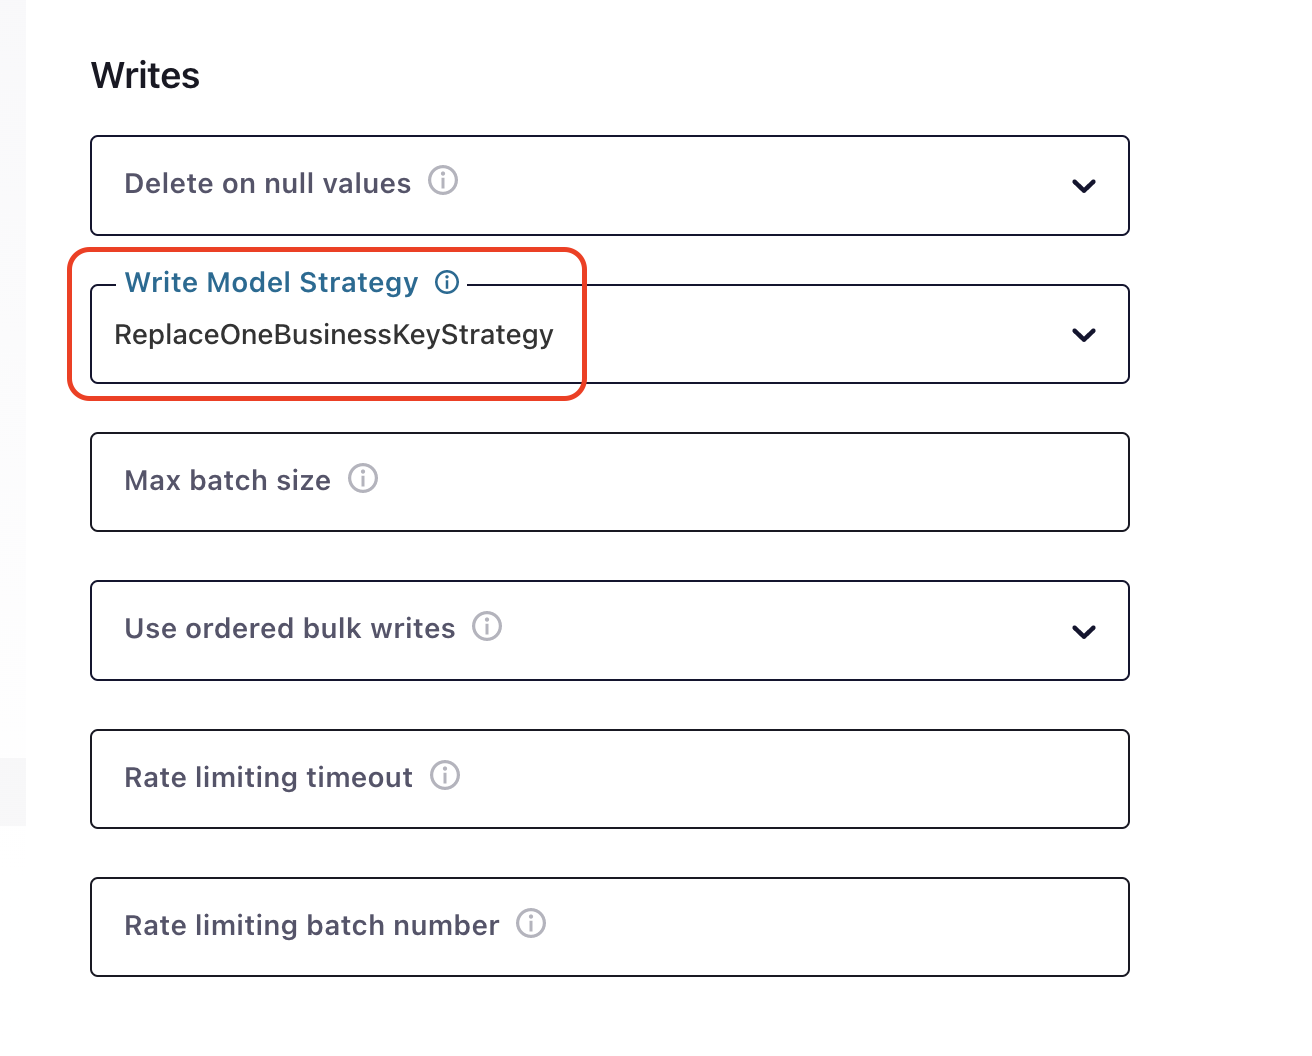 Writes
Delete on null values
Write Model Strategy
ReplaceOneBusinessKeyStrategy
Max batch size
Use ordered bulk writes
Rate limiting timeout
Rate limiting batch number